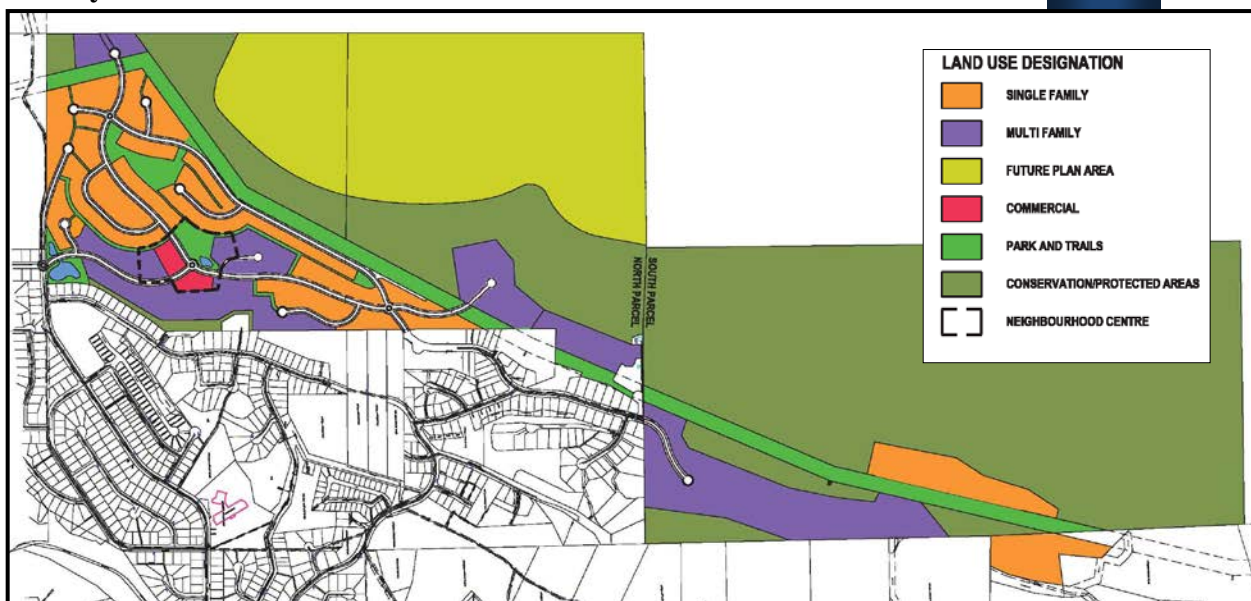 LAND USE DESIGNATION
SINGLE FAMILY
MULTI FAMILY
FUTURE PLAN AREA
COMMERCIAL
PARK AND TRAILS
CONSERVATION/PROTECTED AREAS
NEIGHBOURHOOD CENTRE
SOUTH PARCEL
NORTH PARCEL